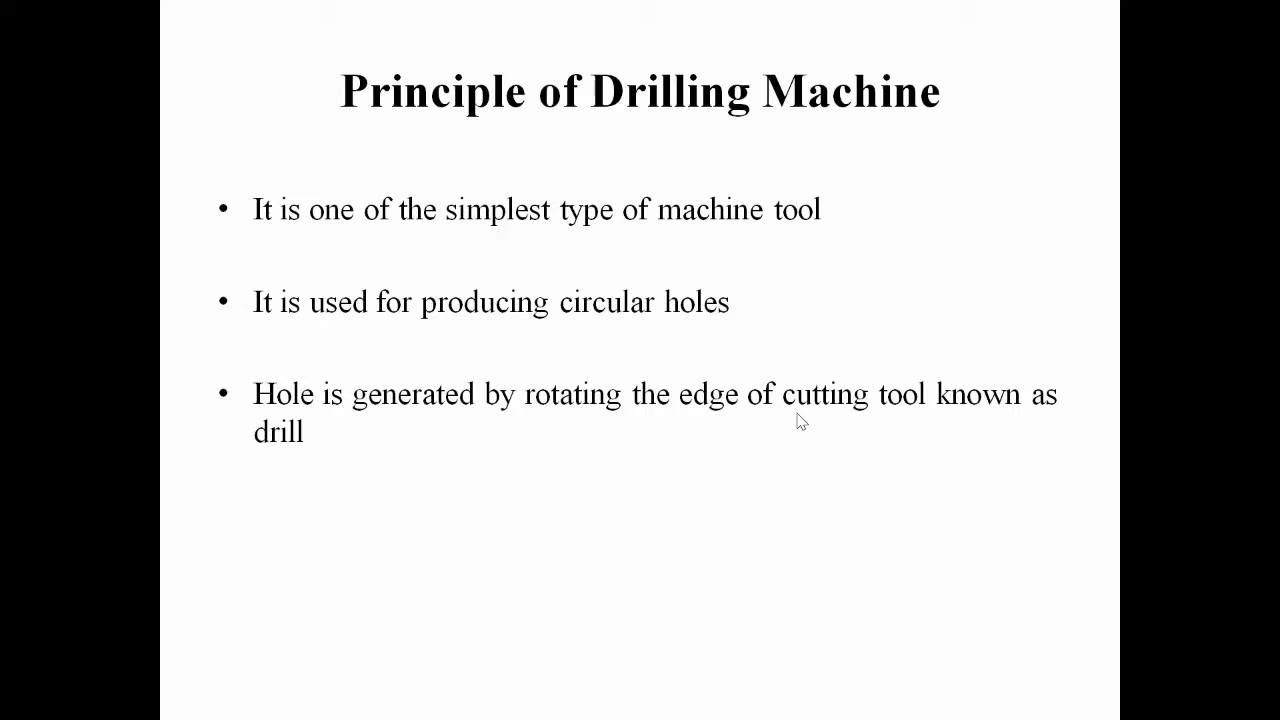 Principle of Drilling Machine
• It is one of the simplest type of machine tool
• It is used for producing circular holes
• Hole is generated by rotating the edge of cutting tool known as
drill